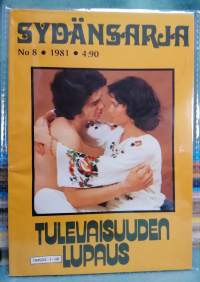 SYDÄNSARJA
No 8 • 1981 • 4:90
TULEVAISUUDEN
LUPAUS